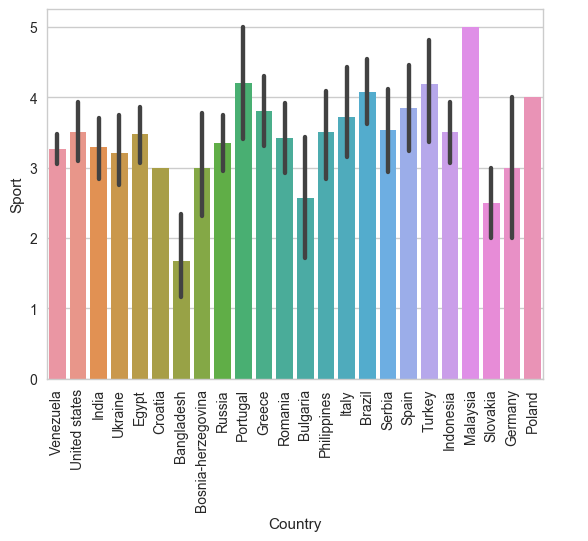 5
4
3
2
1
0
Sport
Venezuela
United states
India
Ukraine
Egypt
Croatia
Bangladesh
Bosnia-herzegovina
Russia
Portugal
Greece
Romania
Bulgaria
Philippines
Italy
Brazil
Serbia
Spain
Turkey
Indonesia
Malaysia
Slovakia
Germany
Poland
Country